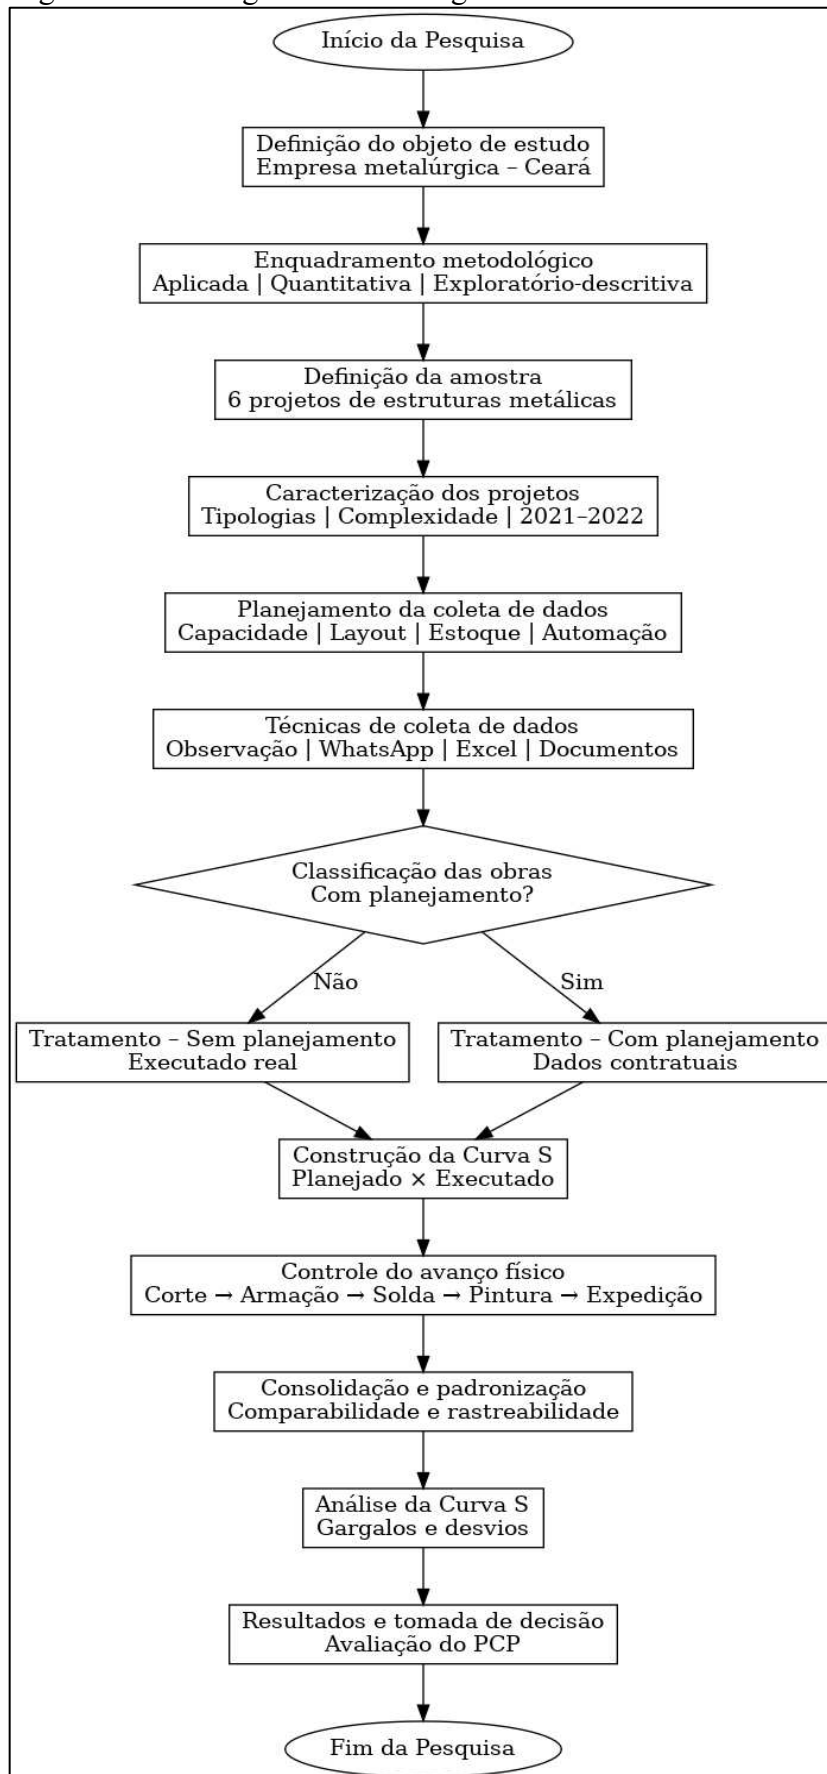 Início da Pesquisa
Definição do objeto de estudo
Empresa metalúrgica – Ceará
Enquadramento metodológico
Aplicada | Quantitativa | Exploratório-descritiva
Definição da amostra
6 projetos de estruturas metálicas
Caracterização dos projetos
Tipologias | Complexidade | 2021–2022
Planejamento da coleta de dados
Capacidade | Layout | Estoque | Automação
Técnicas de coleta de dados
Observação | WhatsApp | Excel | Documentos
Classificação das obras
Com planejamento?
Não
Sim
Tratamento – Sem planejamento
Executado real
Tratamento – Com planejamento
Dados contratuais
Construção da Curva S
Planejado × Executado
Controle do avanço físico
Corte → Armação → Solda → Pintura → Expedição
Consolidação e padronização
Comparabilidade e rastreabilidade
Análise da Curva S
Gargalos e desvios
Resultados e tomada de decisão
Avaliação do PCP
Fim da Pesquisa